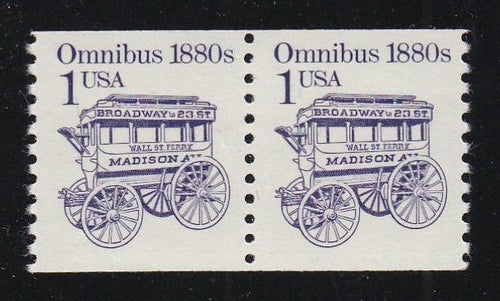 Omnibus 1880s
1 USA
BROADWAY to 23 ST.
WALL ST. FERRY
MADISON AV.
Omnibus 1880s
1 USA
BROADWAY to 23 ST.
WALL ST. FERRY
MADISON AV.